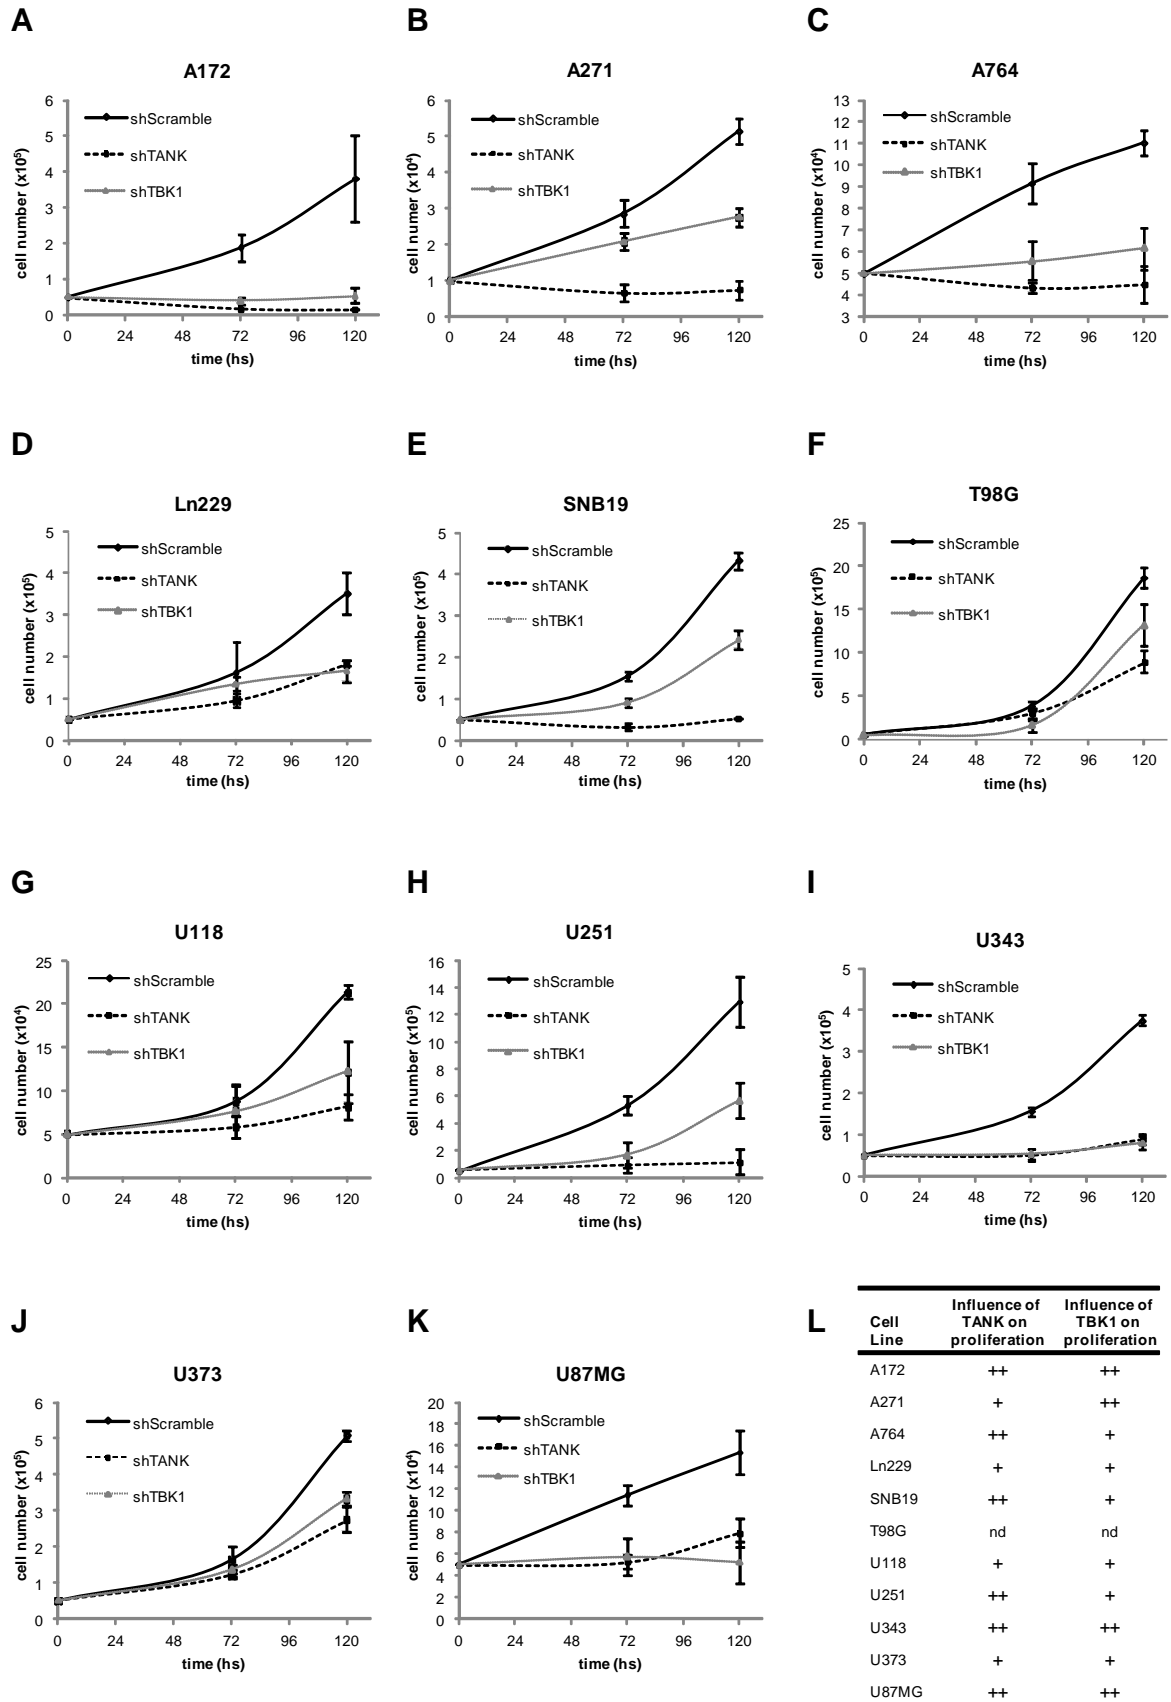 A
B
C
A172
A271
A764
6
5
4
3
2
1
0
cell number (x10⁵)
shScramble
shTANK
shTBK1
0 24 48 72 96 120
time (hs)
6
5
4
3
2
1
0
cell numer (x10⁴)
shScramble
shTANK
shTBK1
0 24 48 72 96 120
time (hs)
13
12
11
10
9
8
7
6
5
4
3
cell number (x10⁴)
shScramble
shTANK
shTBK1
0 24 48 72 96 120
time (hs)
D
E
F
Ln229
SNB19
T98G
5
4
3
2
1
0
cell number (x10⁵)
shScramble
shTANK
shTBK1
0 24 48 72 96 120
time (hs)
5
4
3
2
1
0
cell number (x10⁵)
shScramble
shTANK
shTBK1
0 24 48 72 96 120
time (hs)
25
20
15
10
5
0
cell number (x10⁵)
shScramble
shTANK
shTBK1
0 24 48 72 96 120
time (hs)
G
H
I
U118
U251
U343
25
20
15
10
5
0
cell number (x10⁴)
shScramble
shTANK
shTBK1
0 24 48 72 96 120
time (hs)
16
14
12
10
8
6
4
2
0
cell number (x10⁵)
shScramble
shTANK
shTBK1
0 24 48 72 96 120
time (hs)
5
4
3
2
1
0
cell number (x10⁵)
shScramble
shTANK
shTBK1
0 24 48 72 96 120
time (hs)
J
K
L
U373
U87MG
6
5
4
3
2
1
0
cell number (x10⁵)
shScramble
shTANK
shTBK1
0 24 48 72 96 120
time (hs)
20
18
16
14
12
10
8
6
4
2
0
cell number (x10⁴)
shScramble
shTANK
shTBK1
0 24 48 72 96 120
time (hs)
Cell Line
Influence of TANK on proliferation
Influence of TBK1 on proliferation
A172 ++ ++
A271 + ++
A764 ++ +
Ln229 + +
SNB19 ++ +
T98G nd nd
U118 + +
U251 ++ +
U343 ++ ++
U373 + +
U87MG ++ ++